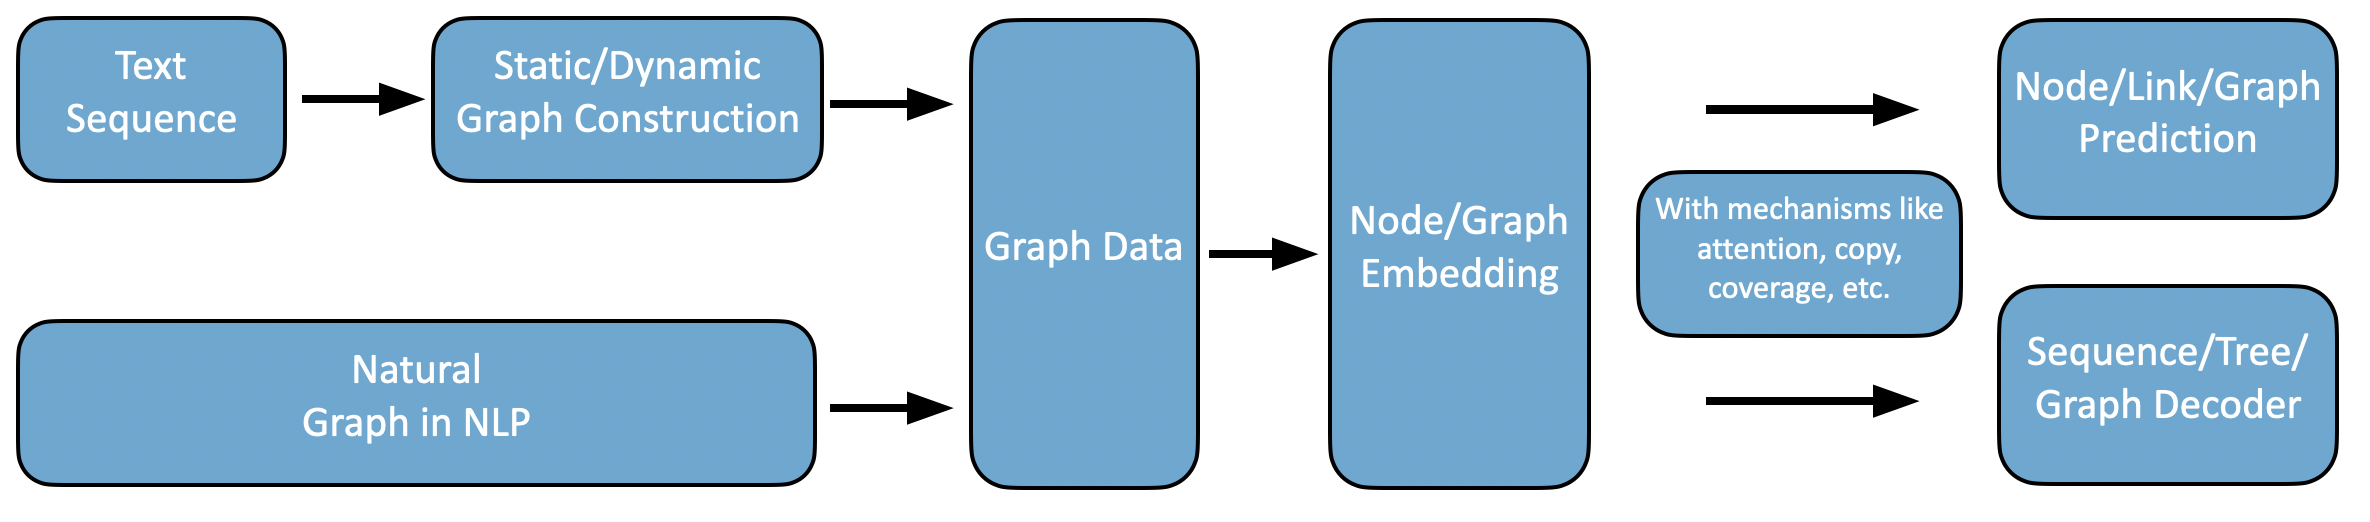 Text
Sequence
Static/Dynamic
Graph Construction
Natural
Graph in NLP
Graph Data
Node/Graph
Embedding
With mechanisms like
attention, copy,
coverage, etc.
Node/Link/Graph
Prediction
Sequence/Tree/
Graph Decoder